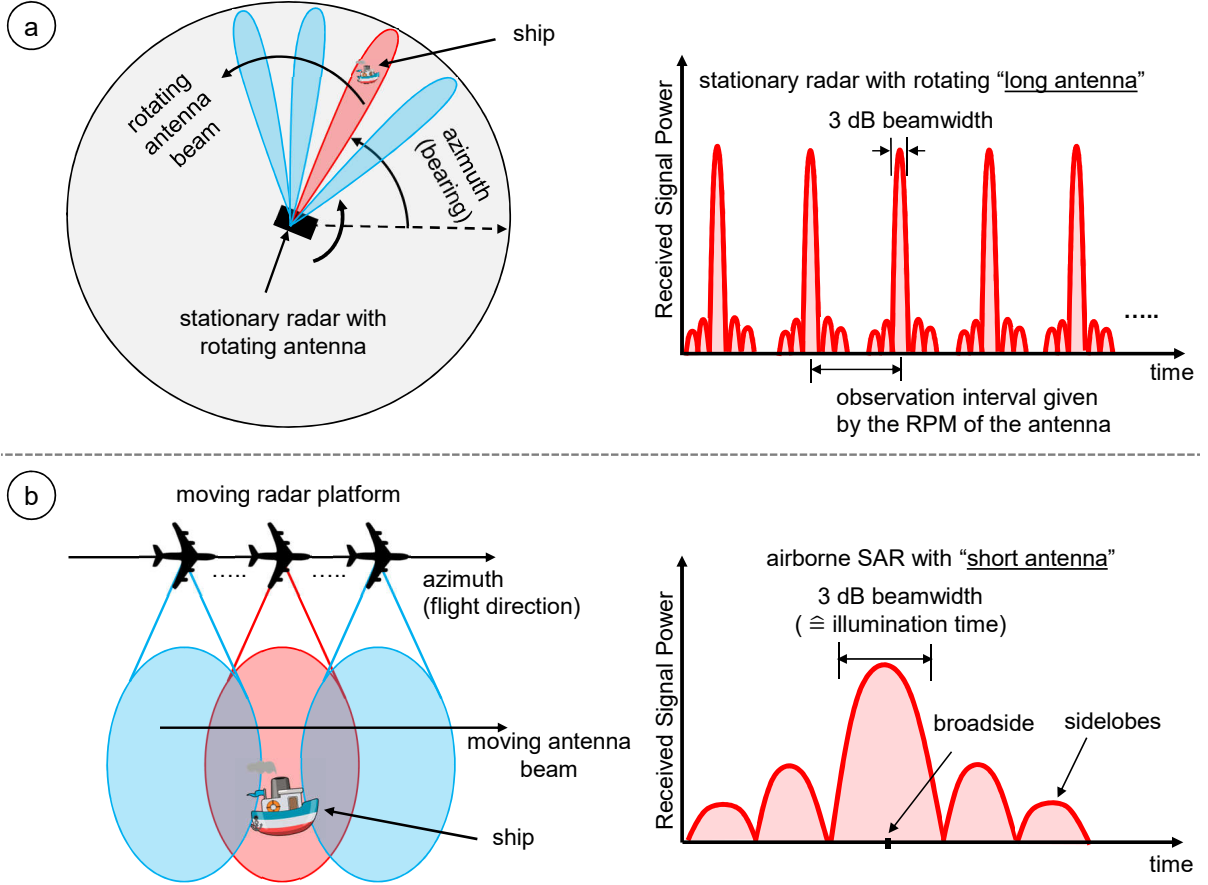 a
ship
rotating
antenna
beam
azimuth
(bearing)
stationary radar with
rotating antenna
stationary radar with rotating “long antenna”
3 dB beamwidth
Received Signal Power
.....
time
observation interval given
by the RPM of the antenna
b
moving radar platform
..... .....
azimuth
(flight direction)
moving antenna
beam
ship
airborne SAR with “short antenna”
3 dB beamwidth
( ≙ illumination time)
Received Signal Power
broadside
sidelobes
time